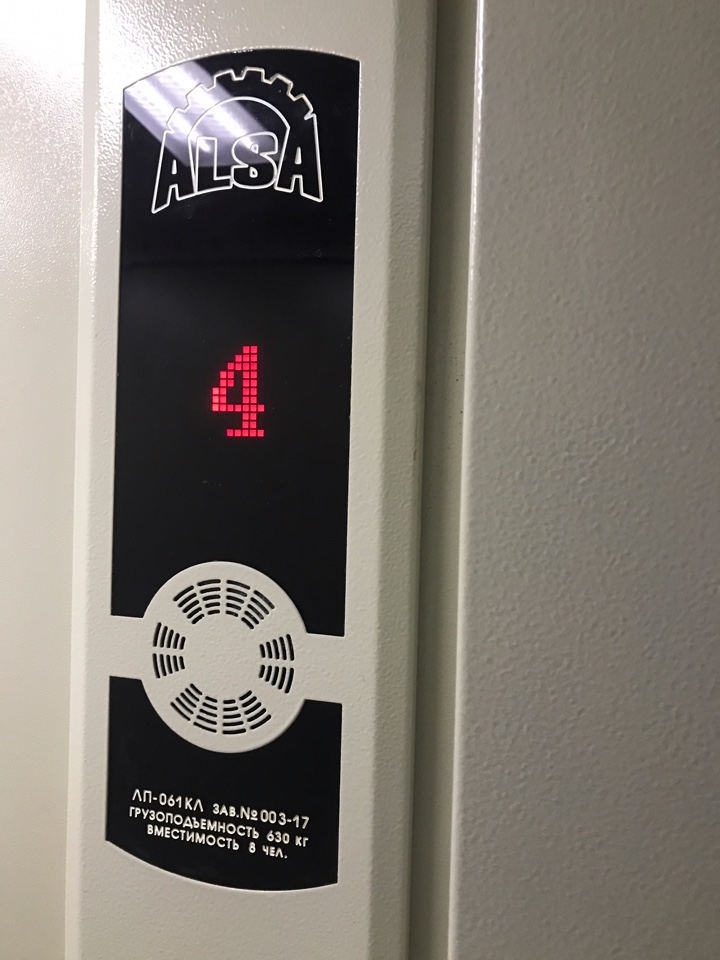 ALSA
4
ЛП-061КЛ ЗАВ.№003-17
ГРУЗОПОДЪЕМНОСТЬ 630 КГ
ВМЕСТИМОСТЬ 8 ЧЕЛ.